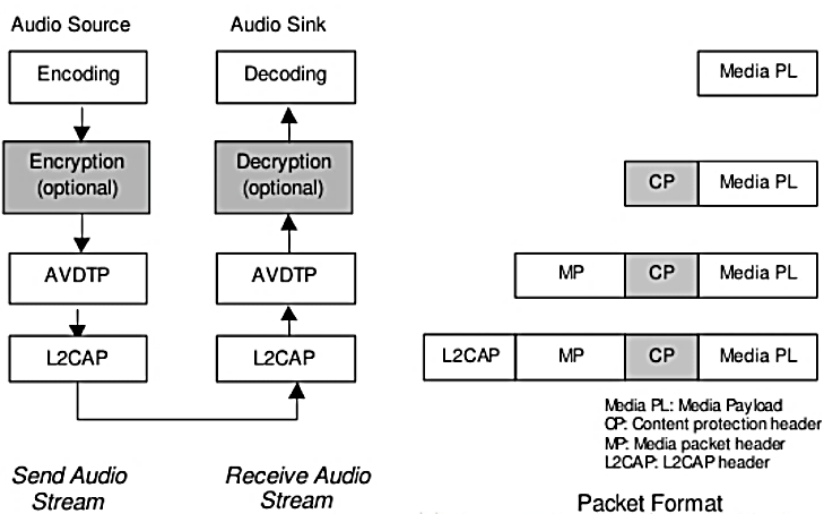 Audio Source
Audio Sink
Encoding
Decoding
Media PL
Encryption
(optional)
Decryption
(optional)
CP
Media PL
AVDTP
AVDTP
MP
CP
Media PL
L2CAP
L2CAP
L2CAP
MP
CP
Media PL
Media PL: Media Payload
CP: Content protection header
MP: Media packet header
L2CAP: L2CAP header
Send Audio
Stream
Receive Audio
Stream
Packet Format